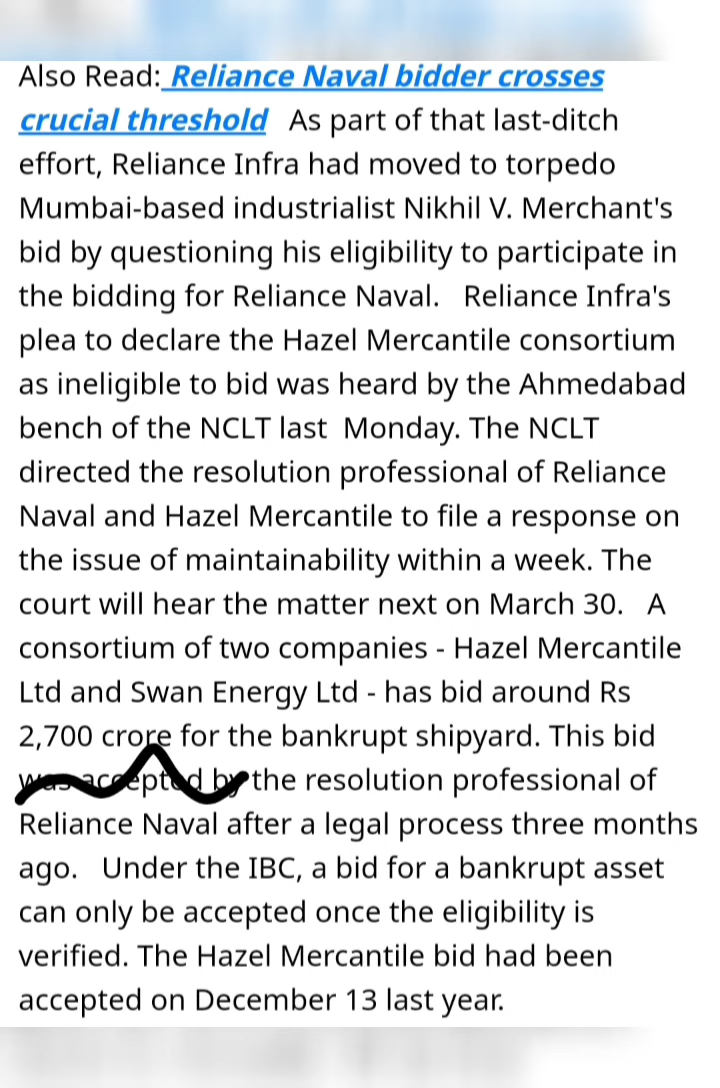 Also Read: Reliance Naval bidder crosses
crucial threshold As part of that last-ditch
effort, Reliance Infra had moved to torpedo
Mumbai-based industrialist Nikhil V. Merchant's
bid by questioning his eligibility to participate in
the bidding for Reliance Naval. Reliance Infra's
plea to declare the Hazel Mercantile consortium
as ineligible to bid was heard by the Ahmedabad
bench of the NCLT last Monday. The NCLT
directed the resolution professional of Reliance
Naval and Hazel Mercantile to file a response on
the issue of maintainability within a week. The
court will hear the matter next on March 30. A
consortium of two companies - Hazel Mercantile
Ltd and Swan Energy Ltd - has bid around Rs
2,700 crore for the bankrupt shipyard. This bid
was accepted by the resolution professional of
Reliance Naval after a legal process three months
ago. Under the IBC, a bid for a bankrupt asset
can only be accepted once the eligibility is
verified. The Hazel Mercantile bid had been
accepted on December 13 last year.